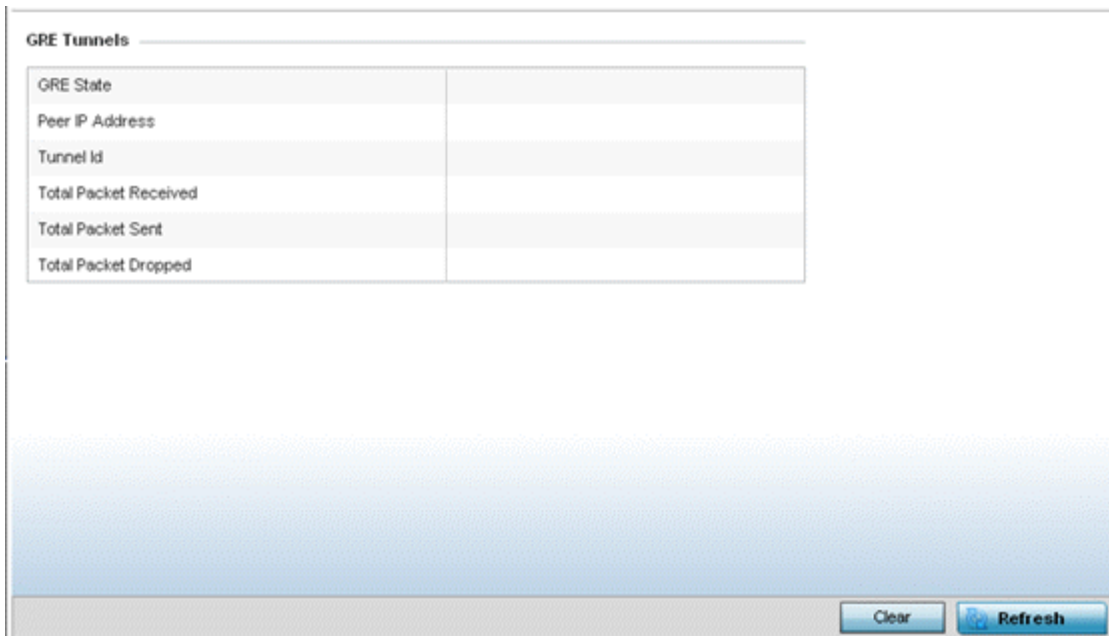 GRE Tunnels
GRE State
Peer IP Address
Tunnel Id
Total Packet Received
Total Packet Sent
Total Packet Dropped
Clear
Refresh